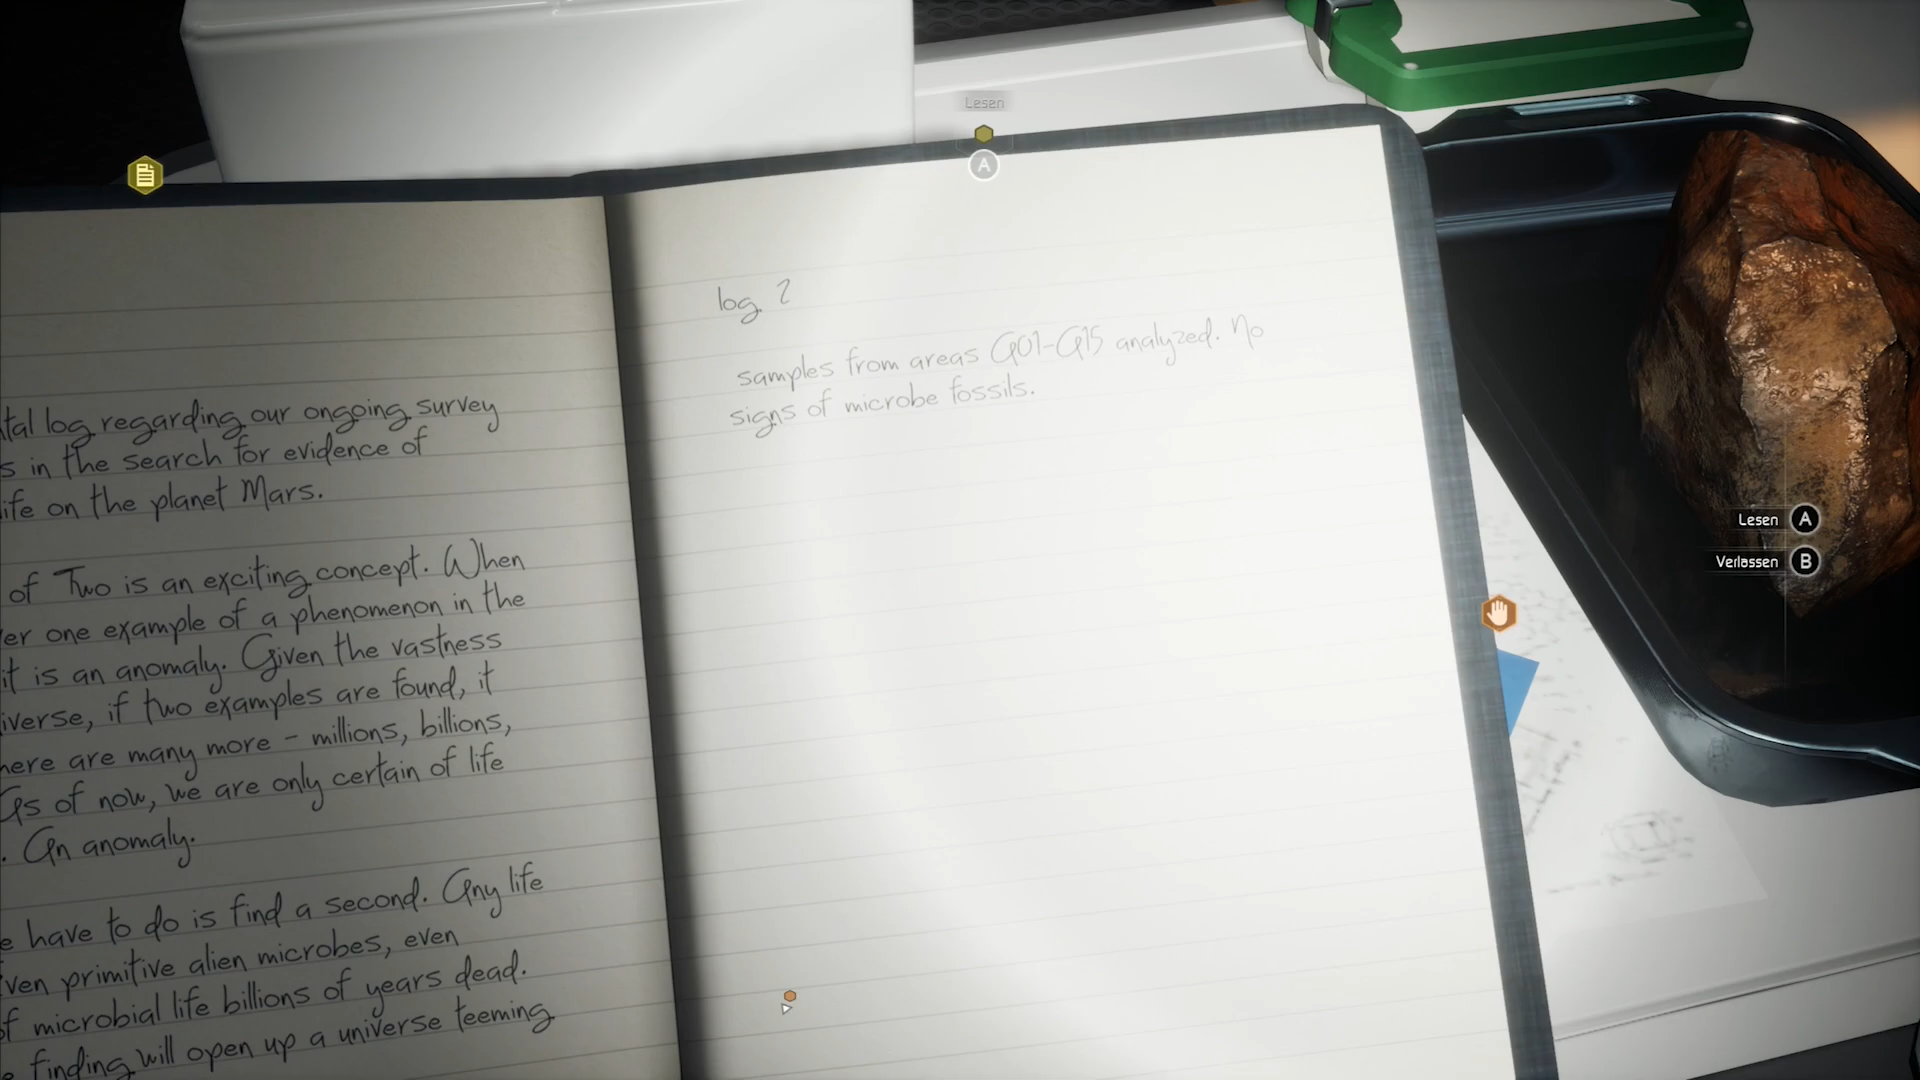 Lesen
A
tal log regarding our ongoing survey
s in the search for evidence of
ife on the planet Mars.
of Two is an exciting concept. When
er one example of a phenomenon in the
it is an anomaly. Given the vastness
iverse, if two examples are found, it
here are many more - millions, billions,
As of now, we are only certain of life
. An anomaly.
e have to do is find a second. Any life
ven primitive alien microbes, even
of microbial life billions of years dead.
e finding will open up a universe teeming
log 2
samples from areas A01-A15 analyzed. No
signs of microbe fossils.
Lesen A
Verlassen B